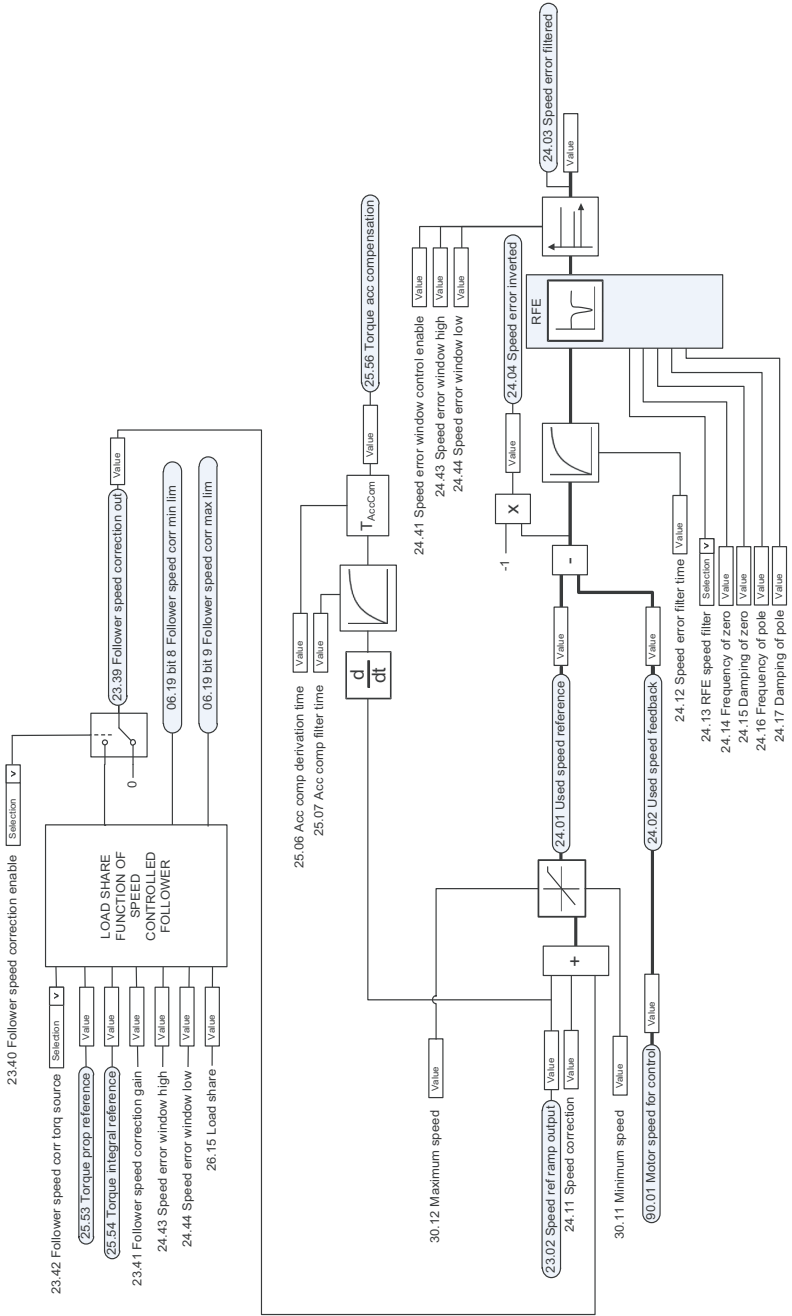 23.40 Follower speed correction enable
Selection
v
23.42 Follower speed corr torq source
Selection
v
25.53 Torque prop reference
Value
25.54 Torque integral reference
Value
23.41 Follower speed correction gain
Value
24.43 Speed error window high
Value
24.44 Speed error window low
Value
26.15 Load share
Value
LOAD SHARE
FUNCTION OF
SPEED
CONTROLLED
FOLLOWER
0
23.39 Follower speed correction out
Value
06.19 bit 8 Follower speed corr min lim
06.19 bit 9 Follower speed corr max lim
25.06 Acc comp derivation time
Value
25.07 Acc comp filter time
Value
d
dt
TAccCom
Value
25.56 Torque acc compensation
30.12 Maximum speed
Value
23.02 Speed ref ramp output
Value
24.11 Speed correction
Value
+
30.11 Minimum speed
Value
90.01 Motor speed for control
Value
24.01 Used speed reference
Value
24.02 Used speed feedback
Value
-
-1
X
Value
24.04 Speed error inverted
24.41 Speed error window control enable
Value
24.43 Speed error window high
Value
24.44 Speed error window low
Value
RFE
24.03 Speed error filtered
Value
24.12 Speed error filter time
Value
24.13 RFE speed filter
Selection
v
24.14 Frequency of zero
Value
24.15 Damping of zero
Value
24.16 Frequency of pole
Value
24.17 Damping of pole
Value